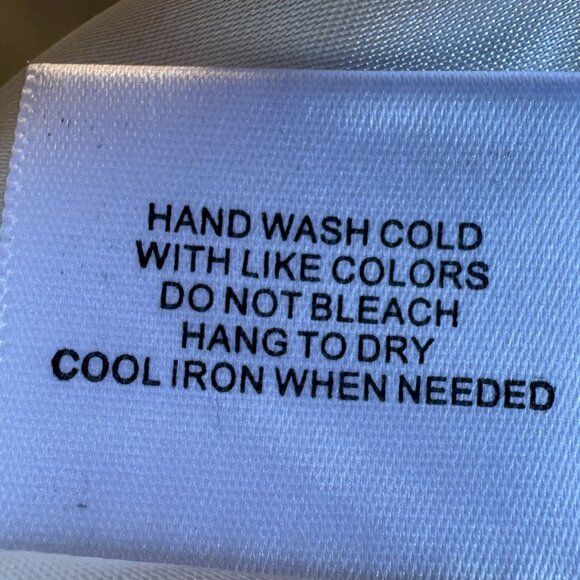 HAND WASH COLD
WITH LIKE COLORS
DO NOT BLEACH
HANG TO DRY
COOL IRON WHEN NEEDED